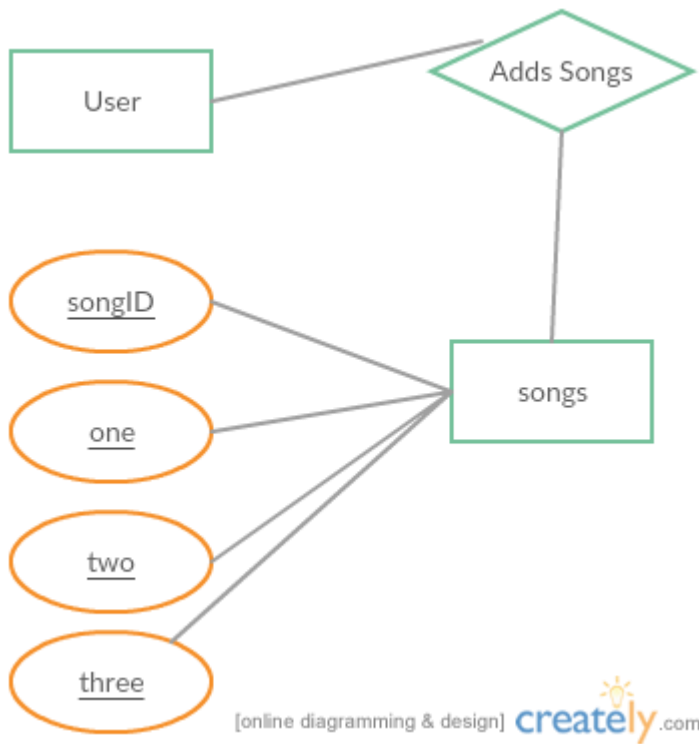 Adds Songs
User
songID
one
songs
two
three
[online diagramming & design] creately.com